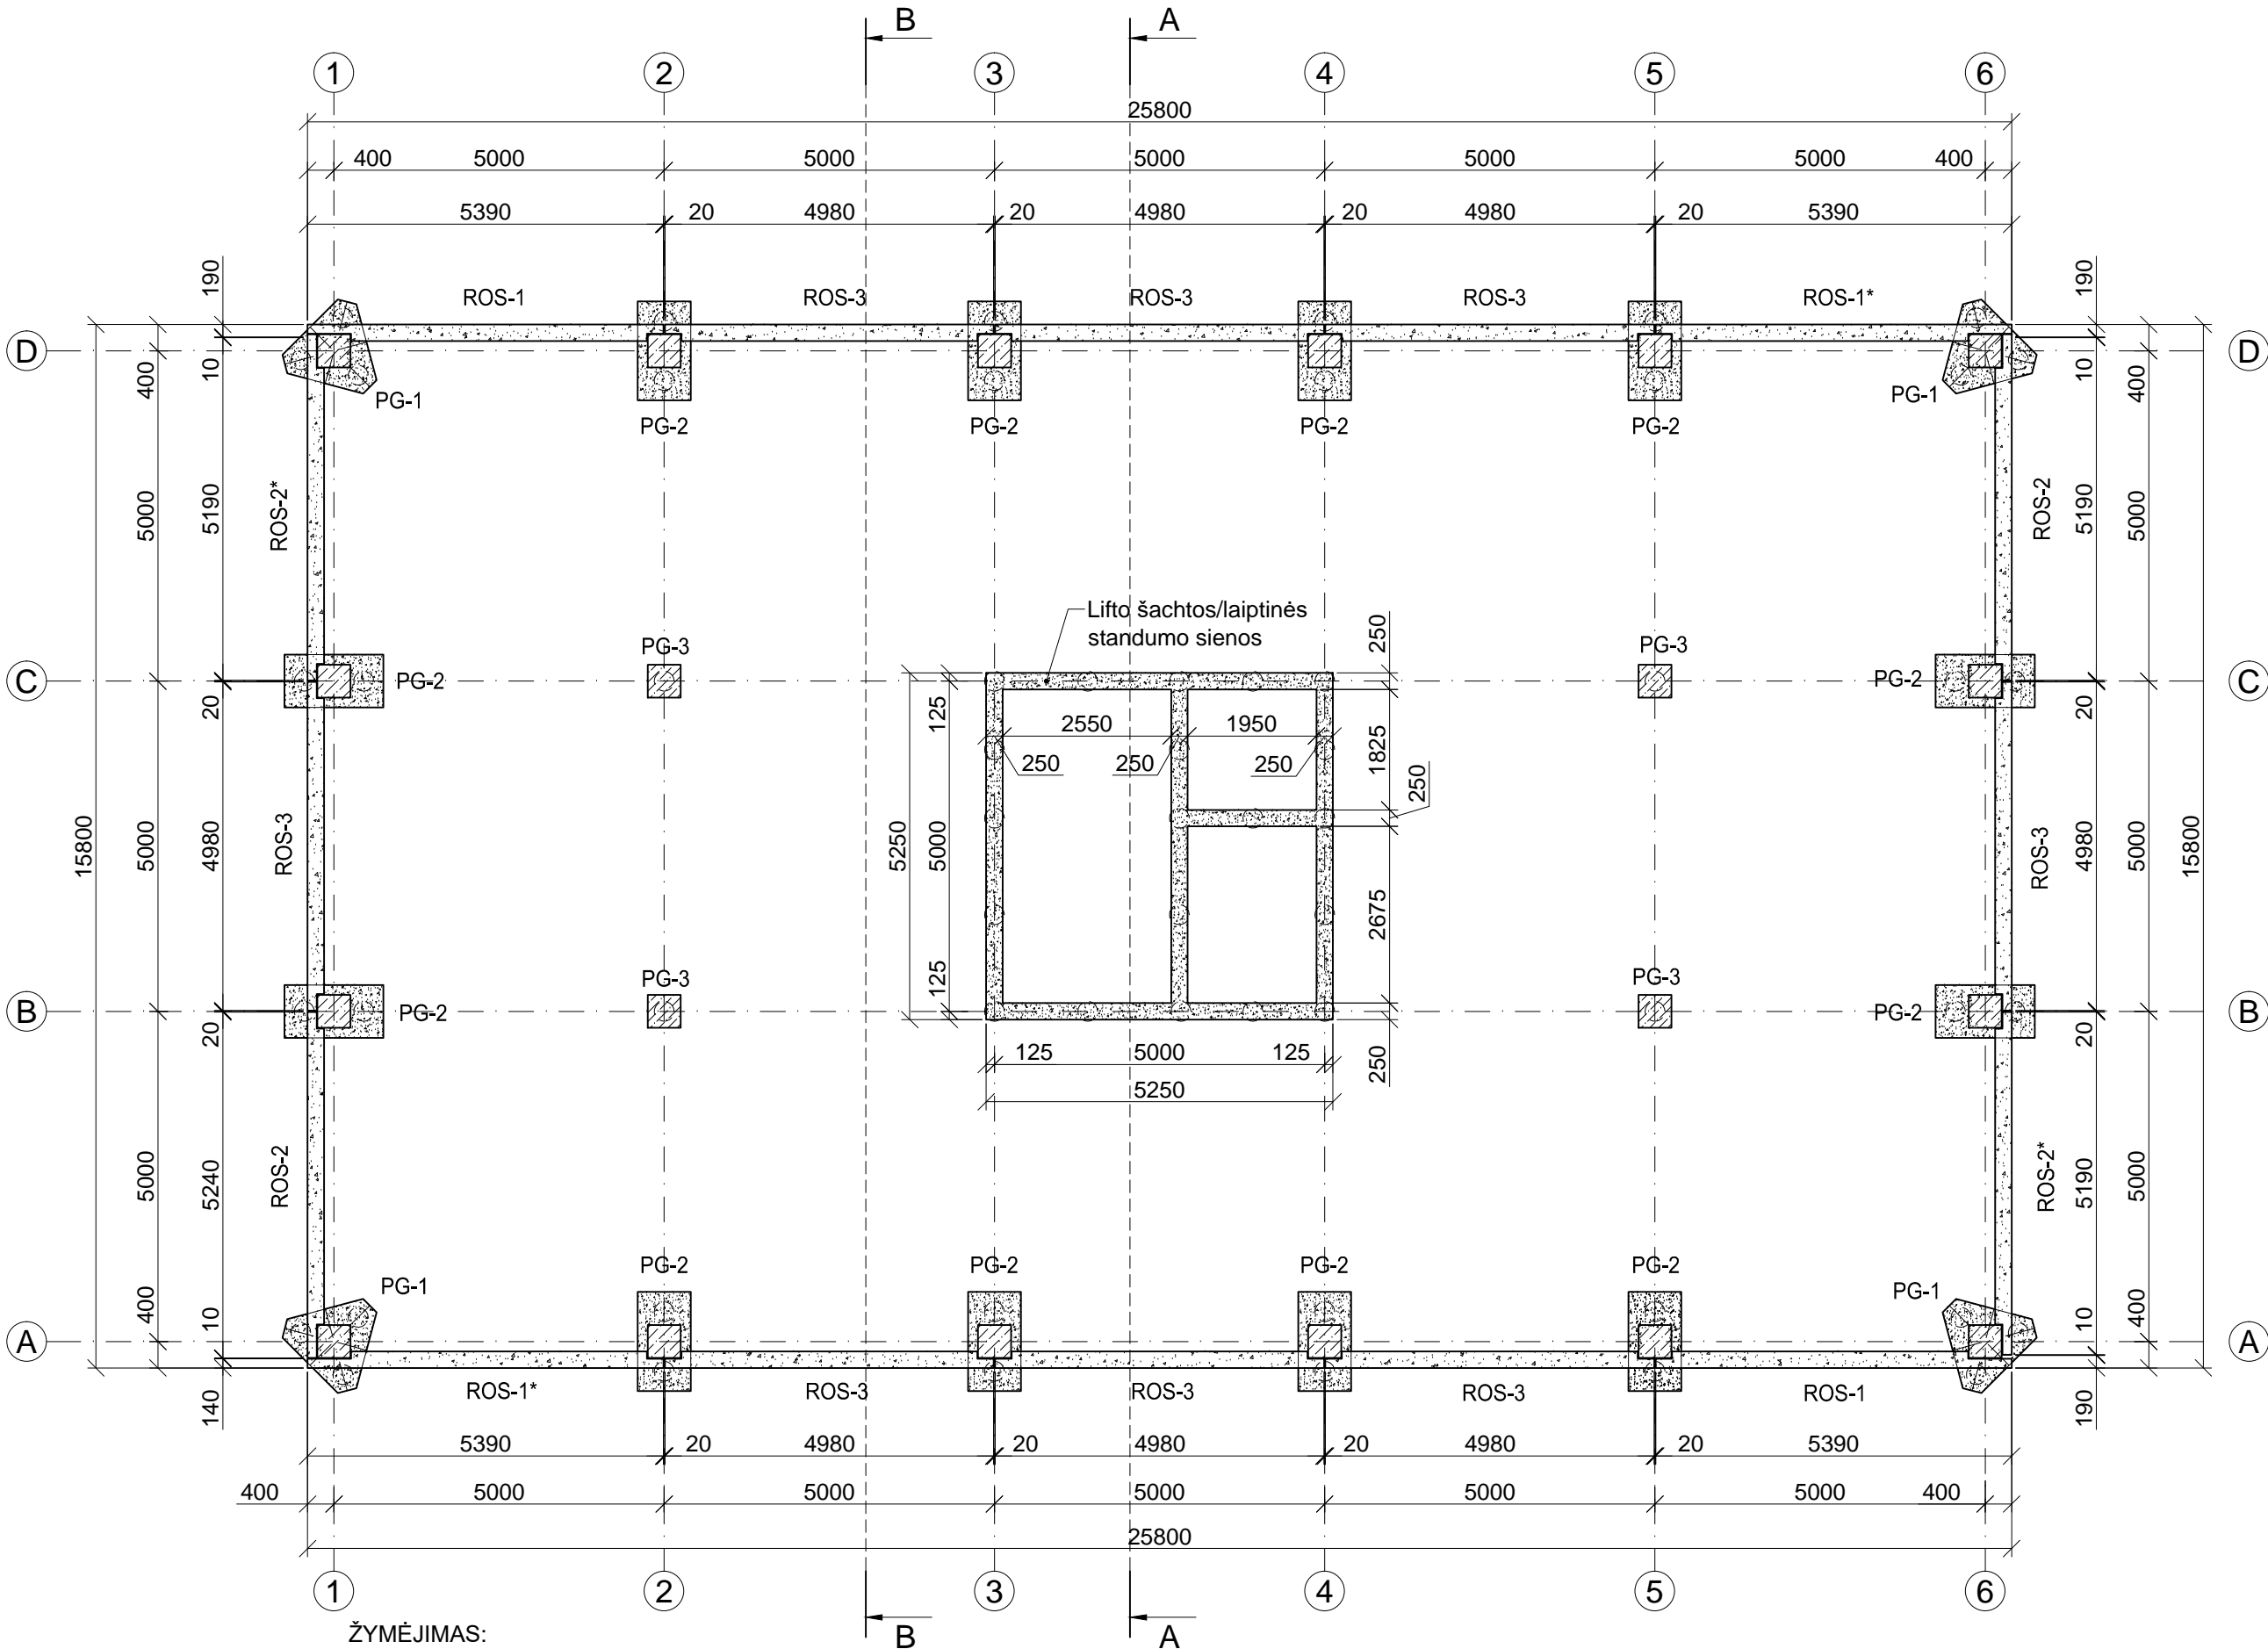 B A
1 2 3 4 5 6
25800
400 5000 5000 5000 5000 5000 400
5390 20 4980 20 4980 20 4980 20 5390
190 190
ROS-1 ROS-3 ROS-3 ROS-3 ROS-1*
D D
10 400 10 400
PG-1 PG-1
PG-2 PG-2 PG-2 PG-2
5000 5190 ROS-2* ROS-2 5190 5000
Lifto šachtos/laiptinės
standumo sienos
250
PG-3 PG-3
C PG-2 PG-2 C
20 125 20
2550 1950 1825
250 250 250 250
15800 5000 4980 ROS-3 5250 5000 ROS-3 4980 5000 15800
2675
125
PG-3 PG-3
B PG-2 PG-2 B
20 20
125 5000 125 250
5250
5000 5240 ROS-2 ROS-2* 5190 5000
PG-2 PG-2 PG-2 PG-2
PG-1 PG-1
400 10 10 400
A A
140 190
ROS-1* ROS-3 ROS-3 ROS-3 ROS-1
5390 20 4980 20 4980 20 4980 20 5390
400 5000 5000 5000 5000 5000 400
25800
1 2 3 4 5 6
ŽYMĖJIMAS:
B A